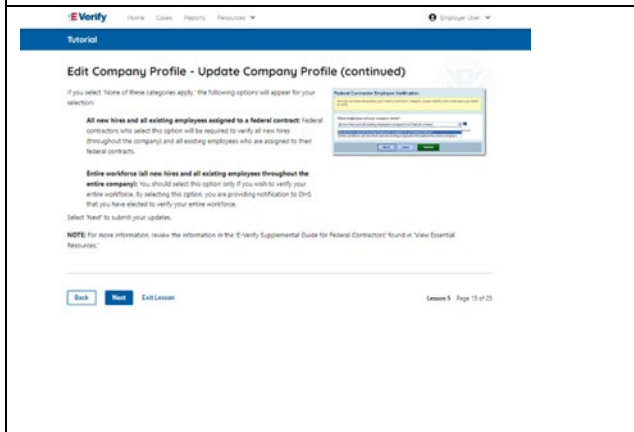 E-Verify Home Cases Reports Resources Employer User
Tutorial
Edit Company Profile - Update Company Profile (continued)
If you select 'None of these categories apply,' the following options will appear for your
selection:
All new hires and all existing employees assigned to a federal contract: Federal
contractors who select this option will be required to verify all new hires
(throughout the company) and all existing employees who are assigned to their
federal contracts.
Entire workforce (all new hires and all existing employees throughout the
entire company): You should select this option only if you wish to verify your
entire workforce. By selecting this option, you are providing notification to DHS
that you have elected to verify your entire workforce.
Select 'Next' to submit your updates.
NOTE: For more information, review the information in the 'E-Verify Supplemental Guide for Federal Contractors' found in 'View Essential
Resources.'
Federal Contractor Employee Verification
Back Next Exit Lesson Lesson 5 Page 15 of 25